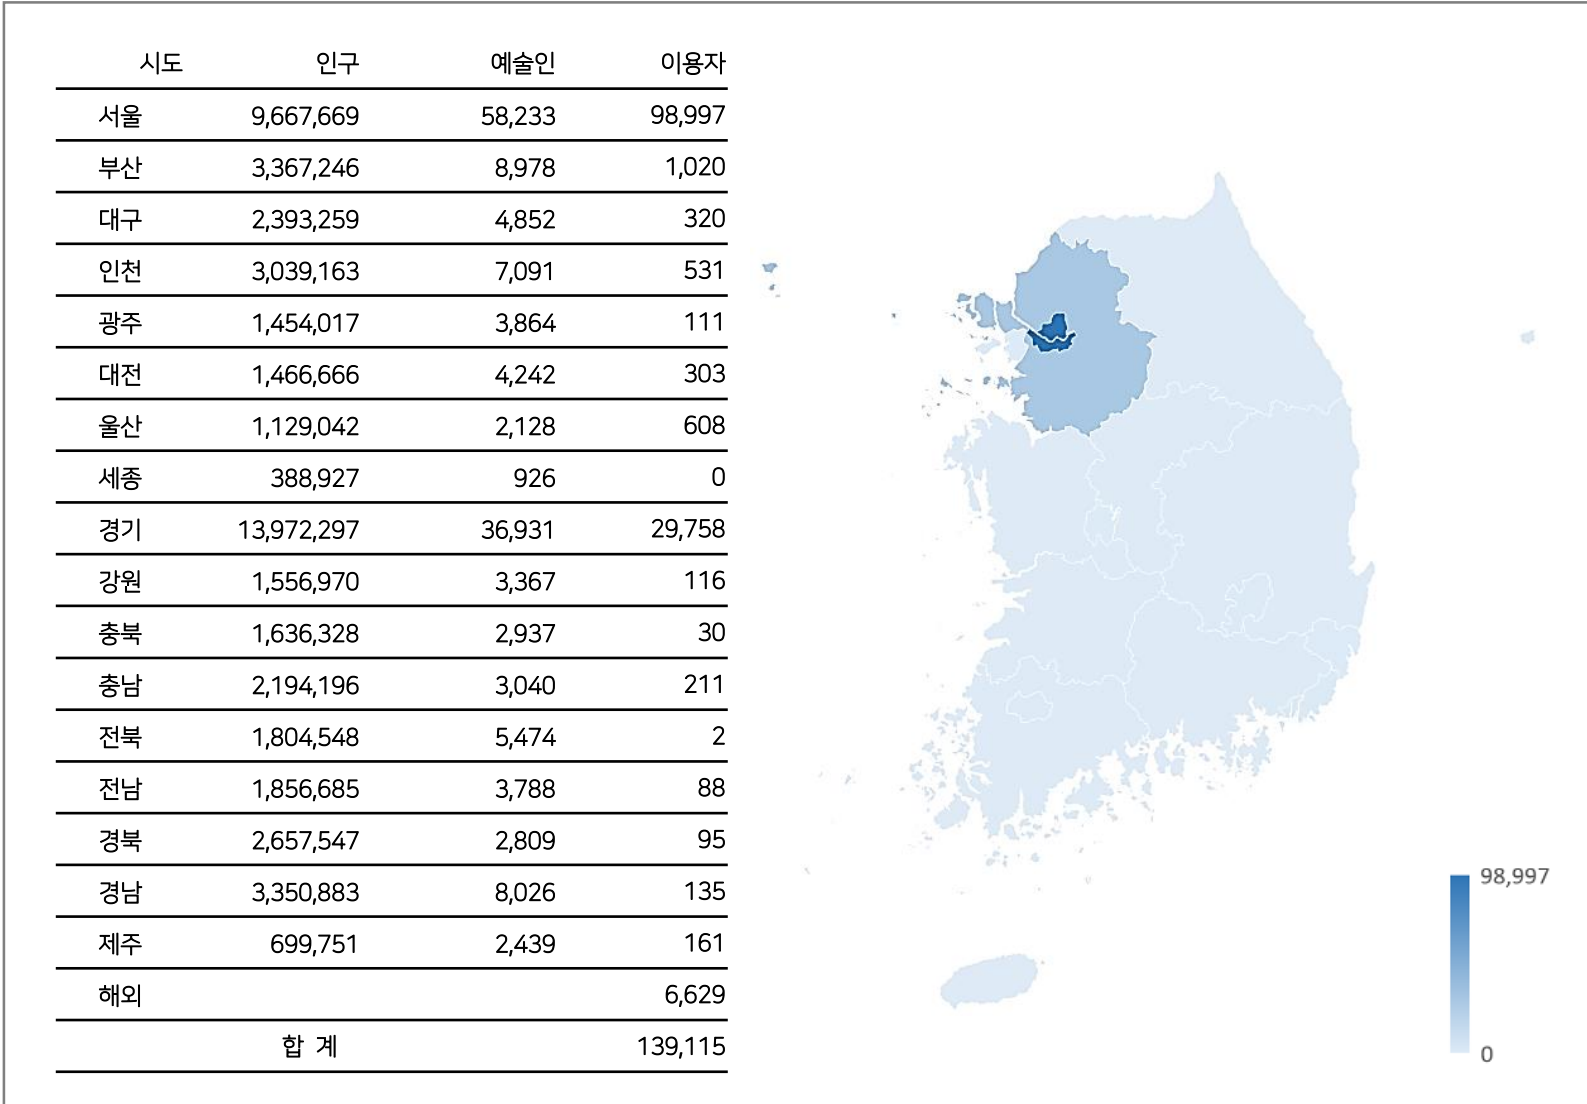 시도 인구 예술인 이용자
서울 9,667,669 58,233 98,997
부산 3,367,246 8,978 1,020
대구 2,393,259 4,852 320
인천 3,039,163 7,091 531
광주 1,454,017 3,864 111
대전 1,466,666 4,242 303
울산 1,129,042 2,128 608
세종 388,927 926 0
경기 13,972,297 36,931 29,758
강원 1,556,970 3,367 116
충북 1,636,328 2,937 30
충남 2,194,196 3,040 211
전북 1,804,548 5,474 2
전남 1,856,685 3,788 88
경북 2,657,547 2,809 95
경남 3,350,883 8,026 135
제주 699,751 2,439 161
해외 6,629
합 계 139,115
98,997
0